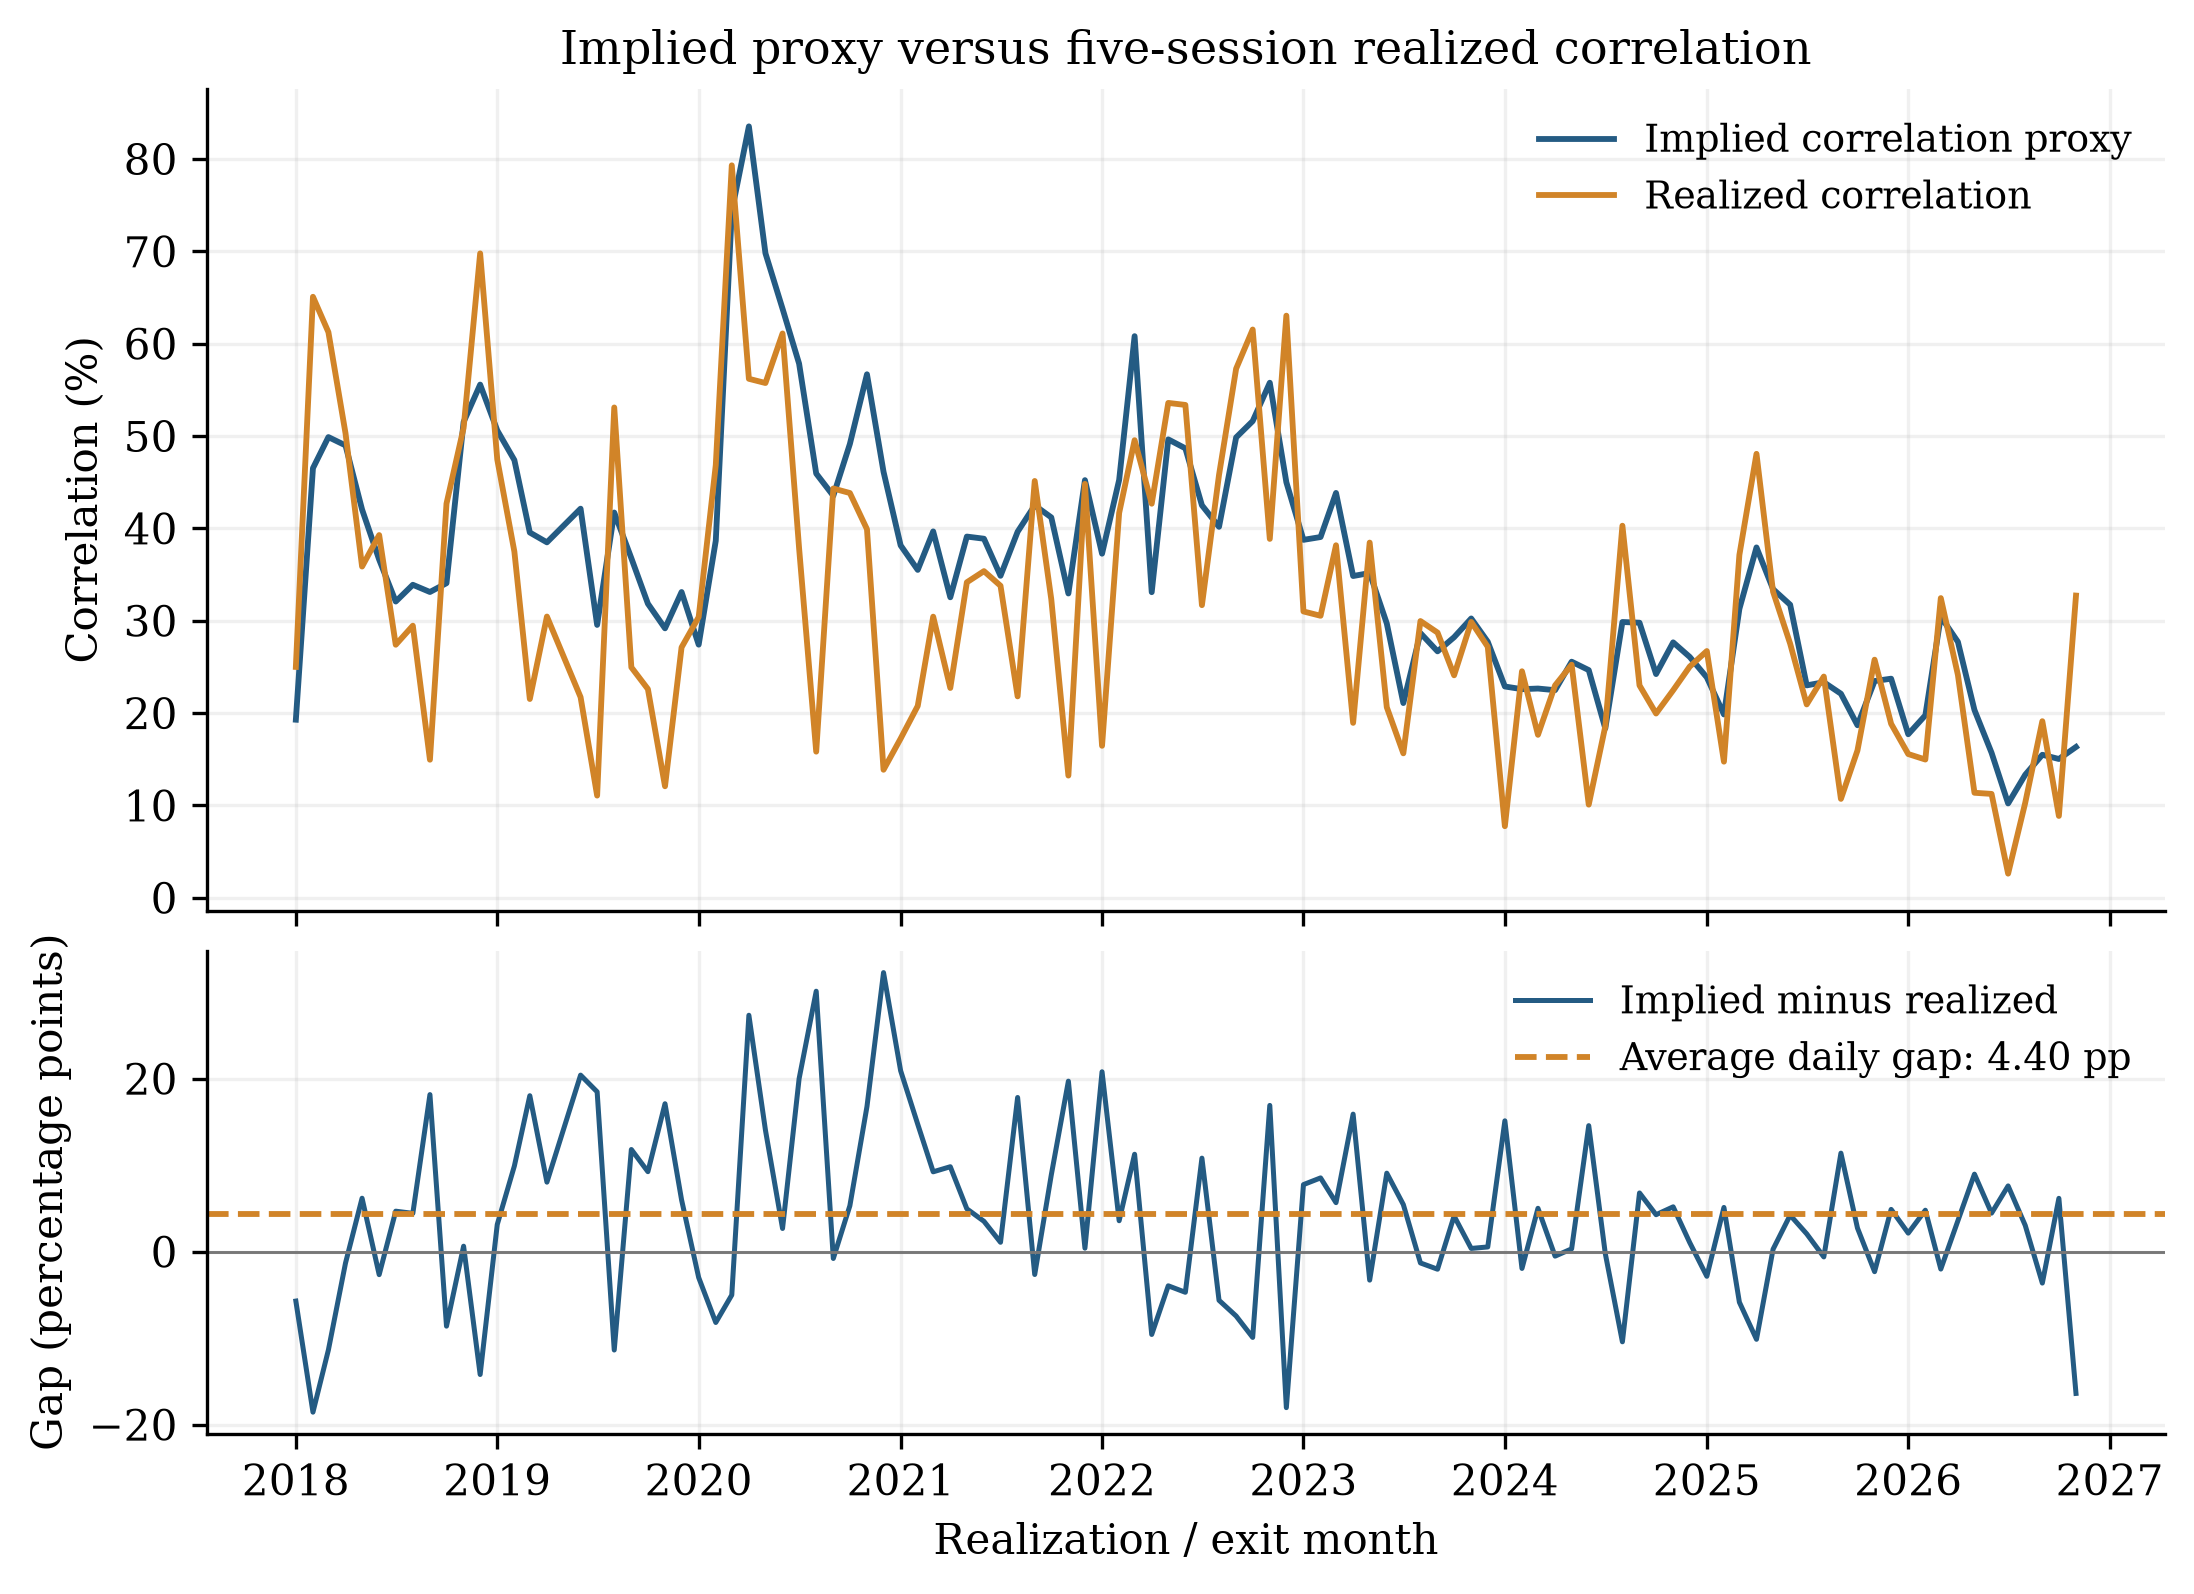 Implied proxy versus five-session realized correlation
Implied correlation proxy
Realized correlation
Correlation (%)
80
70
60
50
40
30
20
10
0
Implied minus realized
Average daily gap: 4.40 pp
Gap (percentage points)
20
0
−20
2018 2019 2020 2021 2022 2023 2024 2025 2026 2027
Realization / exit month